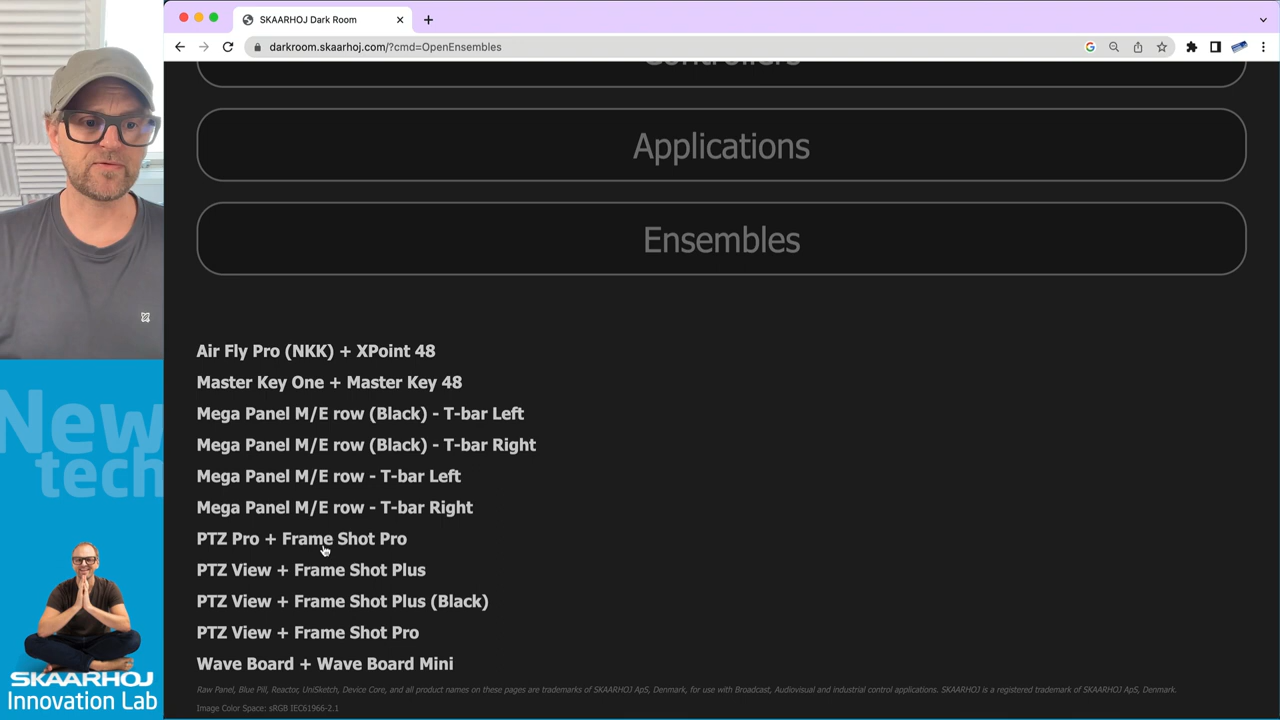 SKAARHOJ Dark Room
darkroom.skaarhoj.com/?cmd=OpenEnsembles
Controllers
Applications
Ensembles
Air Fly Pro (NKK) + XPoint 48
Master Key One + Master Key 48
Mega Panel M/E row (Black) - T-bar Left
Mega Panel M/E row (Black) - T-bar Right
Mega Panel M/E row - T-bar Left
Mega Panel M/E row - T-bar Right
PTZ Pro + Frame Shot Pro
PTZ View + Frame Shot Plus
PTZ View + Frame Shot Plus (Black)
PTZ View + Frame Shot Pro
Wave Board + Wave Board Mini
Raw Panel, Blue Pill, Reactor, UniSketch, Device Core, and all product names on these pages are trademarks of SKAARHOJ ApS, Denmark, for use with Broadcast, Audiovisual and industrial control applications. SKAARHOJ is a registered trademark of SKAARHOJ ApS, Denmark.
Image Color Space: sRGB IEC61966-2.1
New
tech
SKAARHOJ
Innovation Lab